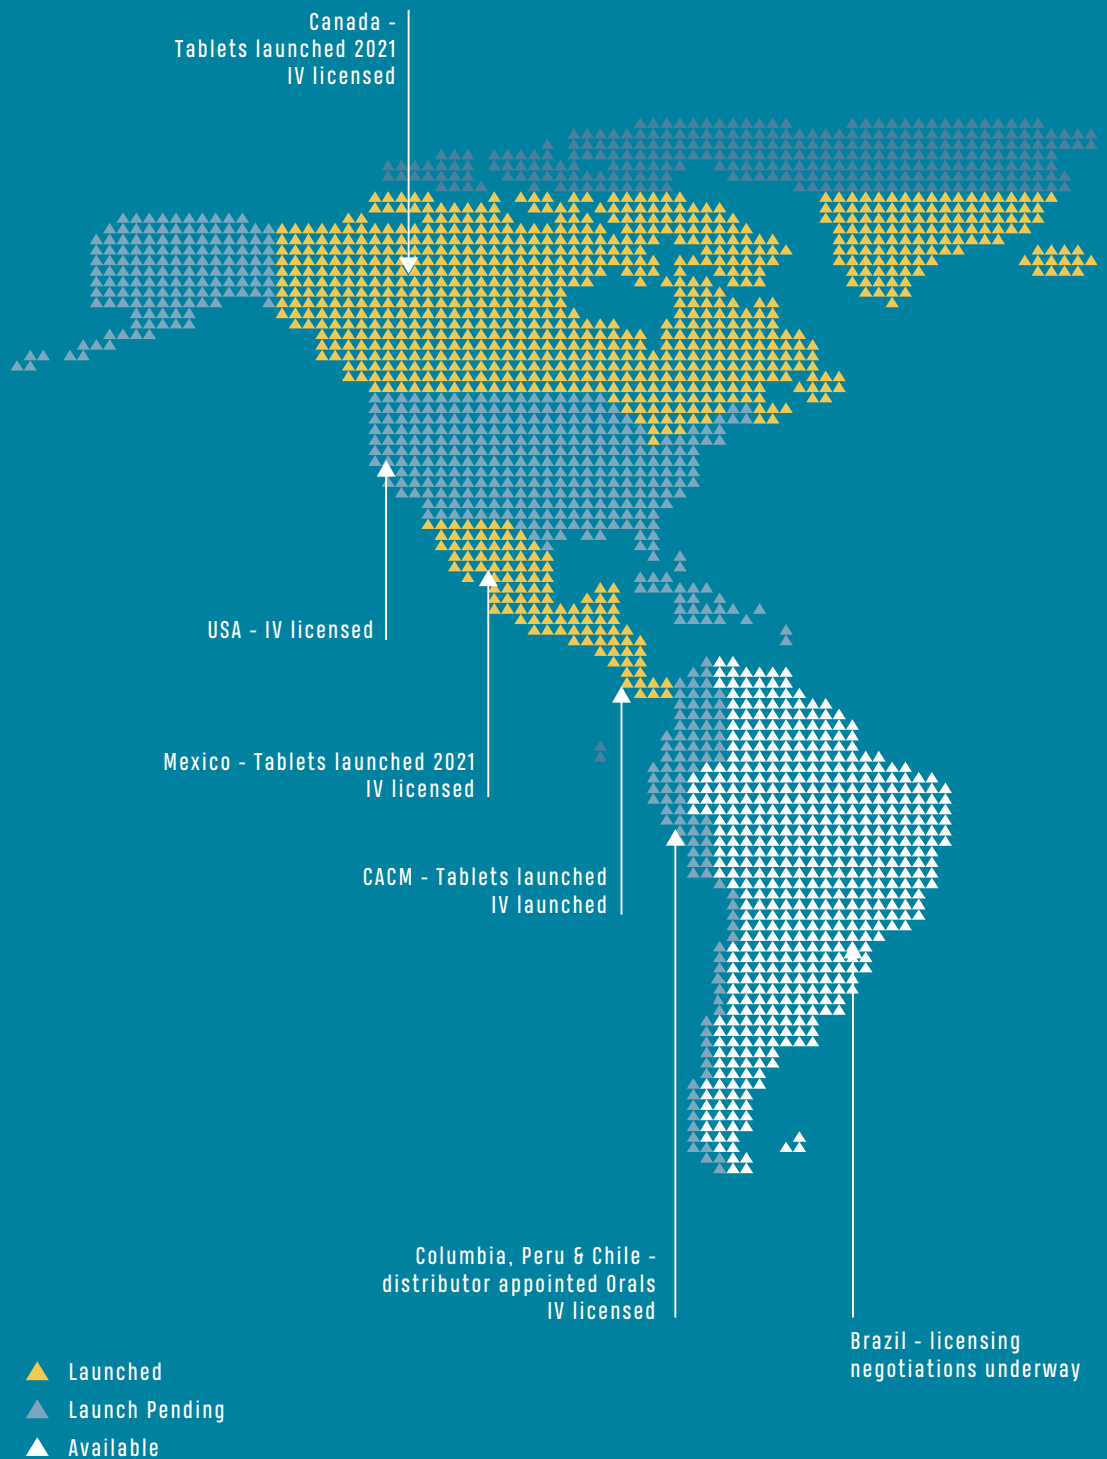 Canada -
Tablets launched 2021
IV licensed
USA - IV licensed
Mexico - Tablets launched 2021
IV licensed
CACM - Tablets launched
IV launched
Columbia, Peru & Chile -
distributor appointed Orals
IV licensed
Brazil - licensing
negotiations underway
Launched
Launch Pending
Available